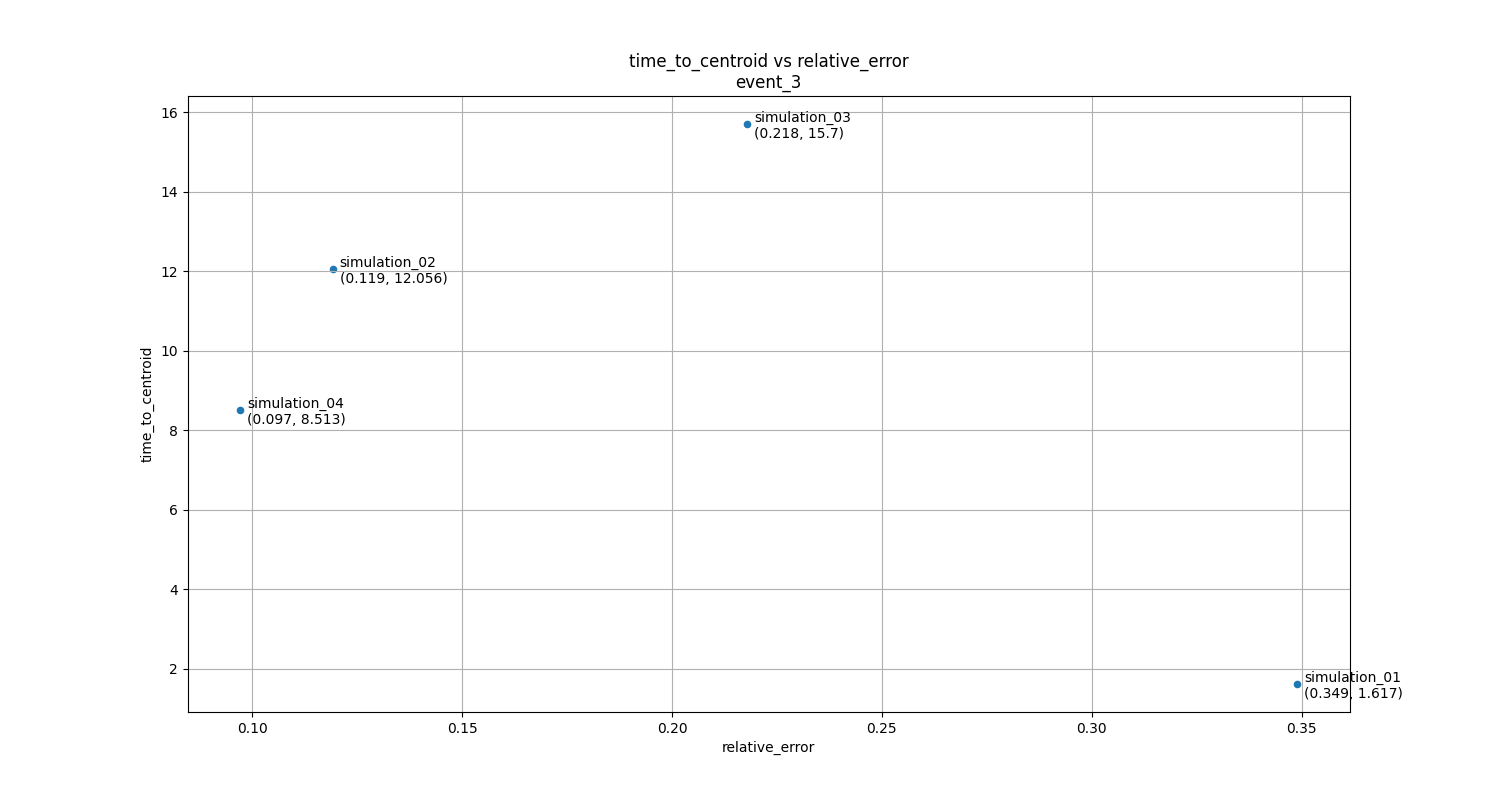 time_to_centroid vs relative_error
event_3
16
simulation_03
(0.218, 15.7)
14
simulation_02
12
(0.119, 12.056)
10
time_to_centroid
simulation_04
(0.097, 8.513)
8
6
4
2
simulation_01
(0.349, 1.617)
0.10
0.15
0.20
0.25
0.30
0.35
relative_error